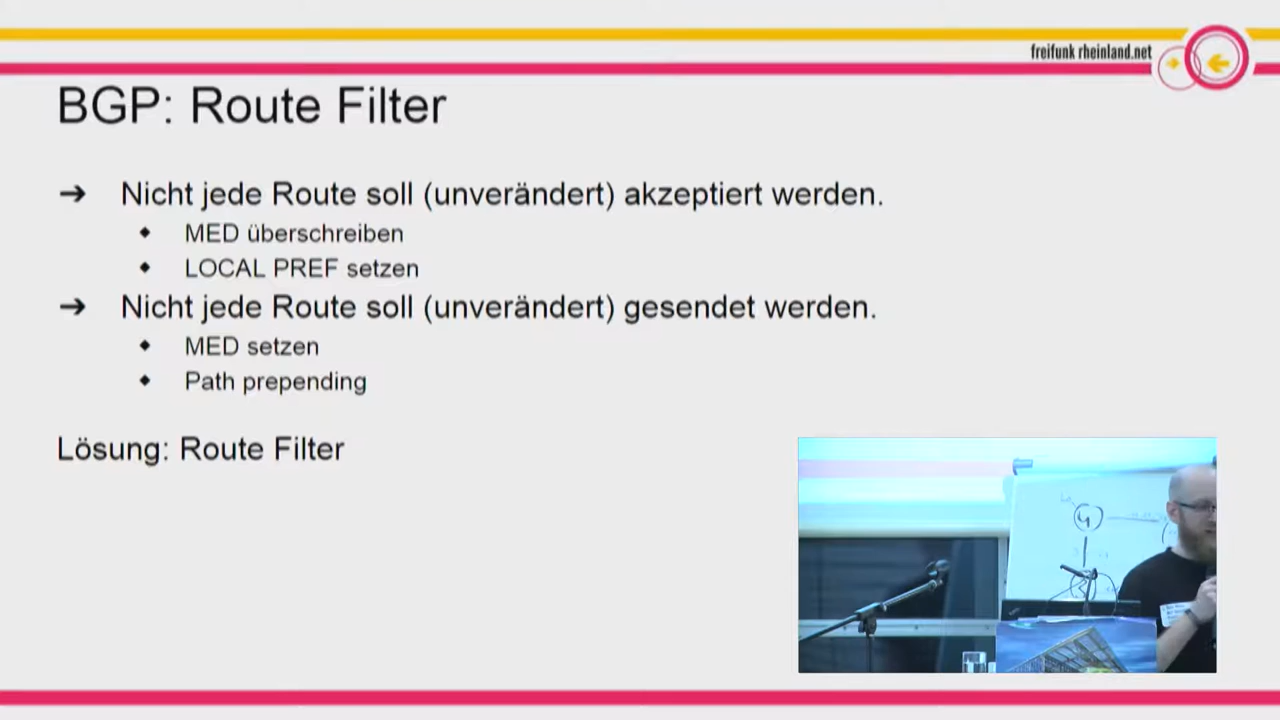 freifunk rheinland.net
BGP: Route Filter
Nicht jede Route soll (unverändert) akzeptiert werden.
MED überschreiben
LOCAL PREF setzen
Nicht jede Route soll (unverändert) gesendet werden.
MED setzen
Path prepending
Lösung: Route Filter